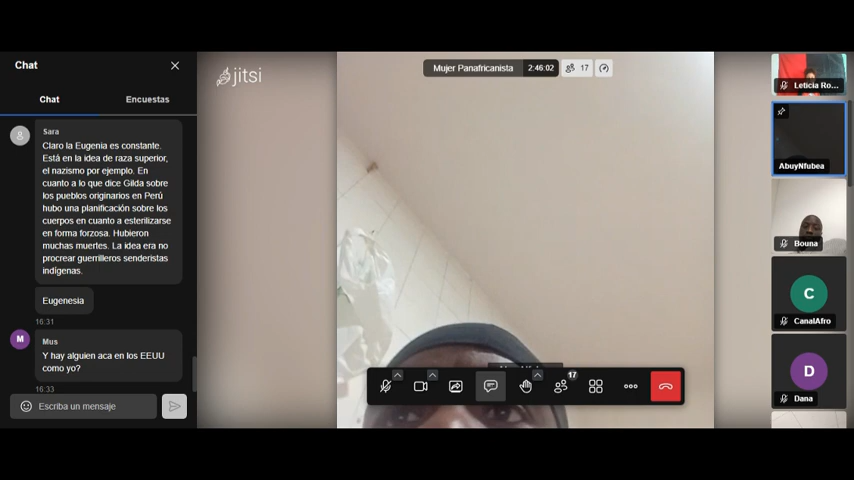 Chat
Chat
Encuestas
Sara
Claro la Eugenia es constante.
Está en la idea de raza superior,
el nazismo por ejemplo. En
cuanto a lo que dice Gilda sobre
los pueblos originarios en Perú
hubo una planificación sobre los
cuerpos en cuanto a esterilizarse
en forma forzosa. Hubieron
muchas muertes. La idea era no
procrear guerrilleros senderistas
indígenas.
Eugenesia
16:31
M
Mus
Y hay alguien aca en los EEUU
como yo?
16:33
Escriba un mensaje
jitsi
Mujer Panafricanista
2:46:02
17
17
Leticia Ro...
AbuyNfubea
Bouna
C
CanalAfro
D
Dana